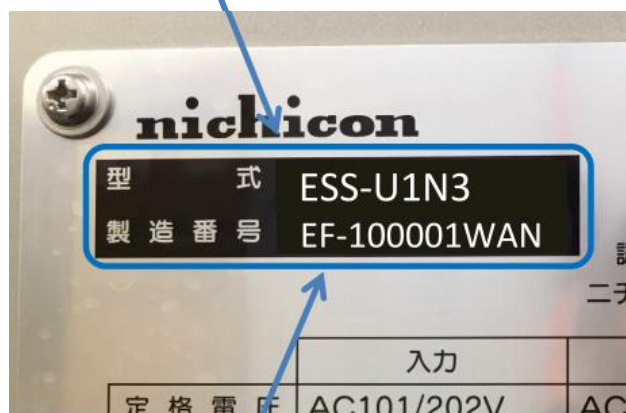 nichicon
型 式 ESS-U1N3
製造番号 EF-100001WAN
入力
定格電圧 AC101/202V AC